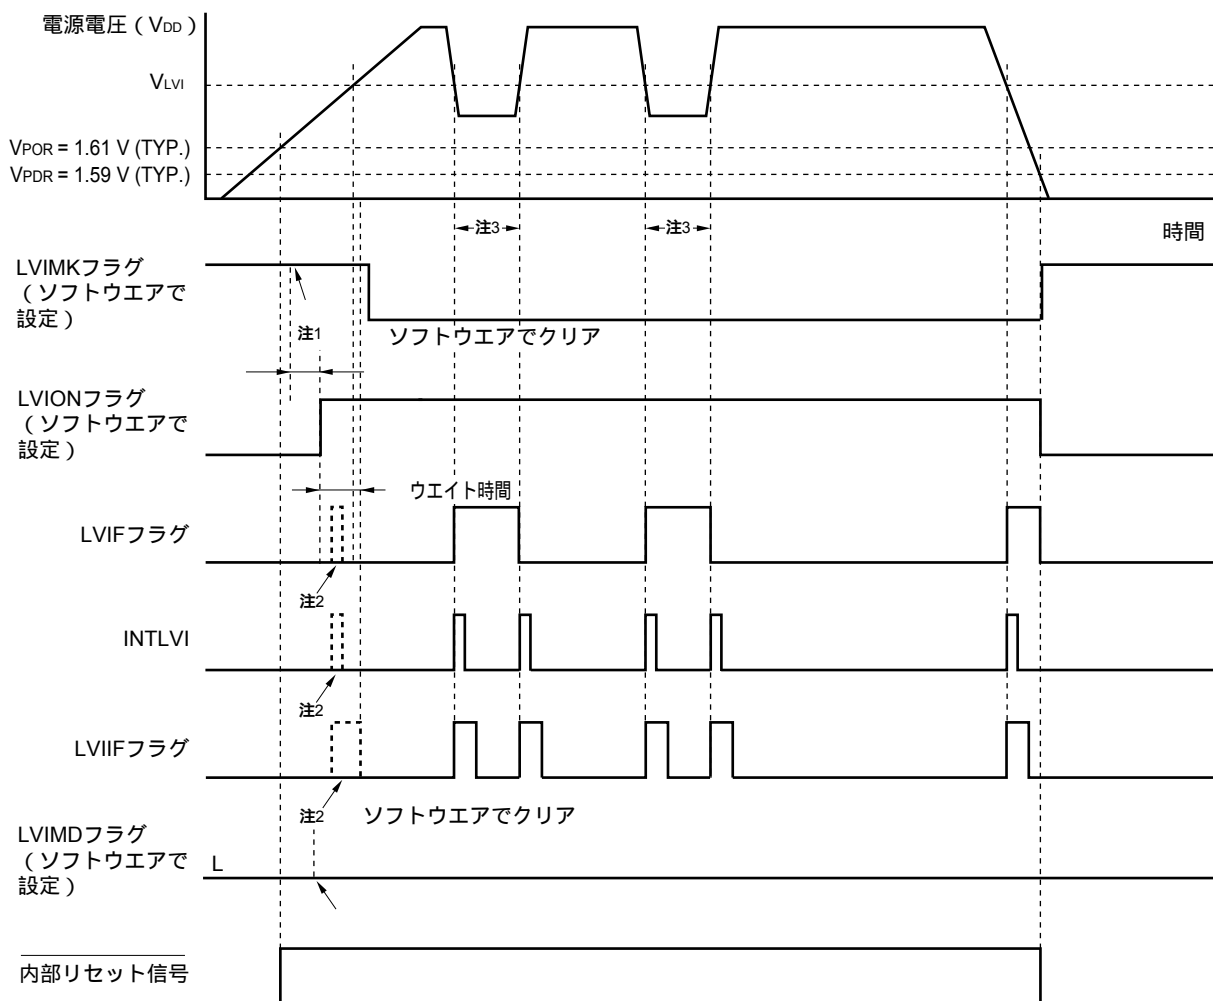 電源電圧（VDD）
VLVI
VPOR = 1.61 V (TYP.)
VPDR = 1.59 V (TYP.)
注3
注3
時間
LVIMKフラグ
（ソフトウエアで
設定）
注1
ソフトウエアでクリア
LVIONフラグ
（ソフトウエアで
設定）
ウエイト時間
LVIFフラグ
注2
INTLVI
注2
LVIIFフラグ
注2
ソフトウエアでクリア
LVIMDフラグ
（ソフトウエアで
設定）
L
内部リセット信号